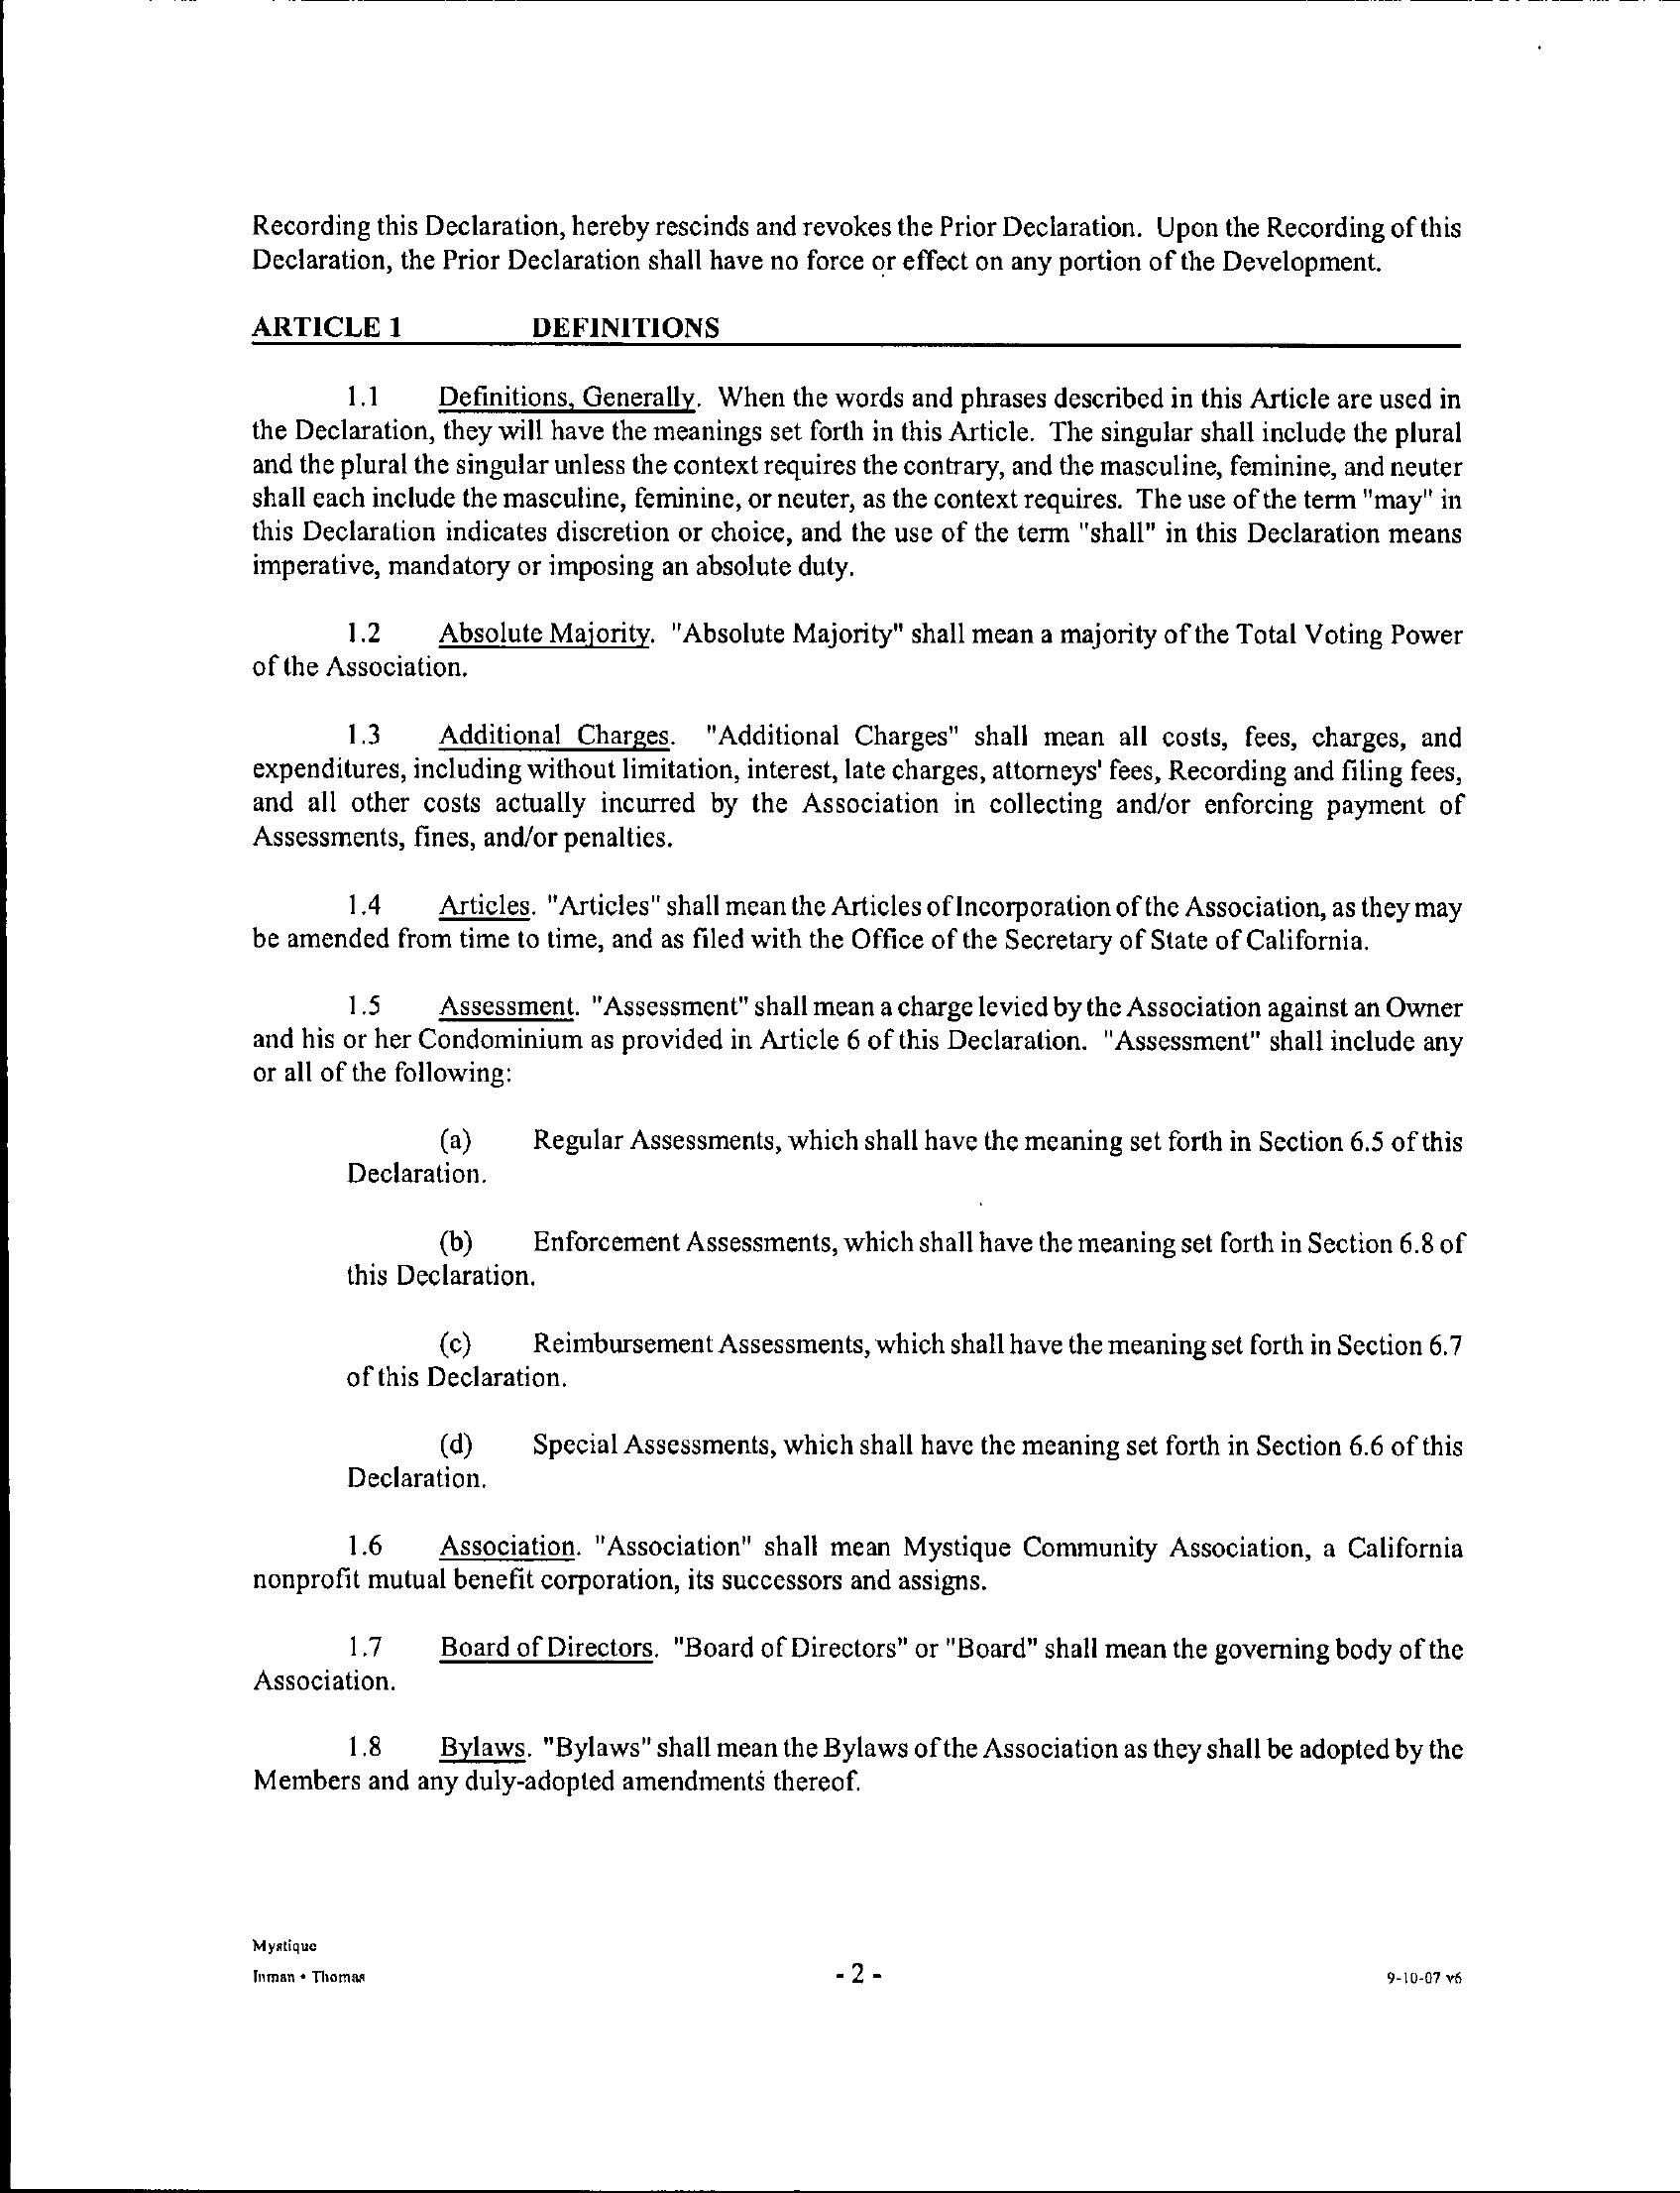 Recording this Declaration, hereby rescinds and revokes the Prior Declaration. Upon the Recording of this
Declaration, the Prior Declaration shall have no force or effect on any portion of the Development.
ARTICLE 1 DEFINITIONS
1.1 Definitions, Generally. When the words and phrases described in this Article are used in
the Declaration, they will have the meanings set forth in this Article. The singular shall include the plural
and the plural the singular unless the context requires the contrary, and the masculine, feminine, and neuter
shall each include the masculine, feminine, or neuter, as the context requires. The use of the term "may" in
this Declaration indicates discretion or choice, and the use of the term "shall" in this Declaration means
imperative, mandatory or imposing an absolute duty.
1.2 Absolute Majority. "Absolute Majority" shall mean a majority of the Total Voting Power
of the Association.
1.3 Additional Charges. "Additional Charges" shall mean all costs, fees, charges, and
expenditures, including without limitation, interest, late charges, attorneys' fees, Recording and filing fees,
and all other costs actually incurred by the Association in collecting and/or enforcing payment of
Assessments, fines, and/or penalties.
1.4 Articles. "Articles" shall mean the Articles of Incorporation of the Association, as they may
be amended from time to time, and as filed with the Office of the Secretary of State of California.
1.5 Assessment. "Assessment" shall mean a charge levied by the Association against an Owner
and his or her Condominium as provided in Article 6 of this Declaration. "Assessment" shall include any
or all of the following:
(a) Regular Assessments, which shall have the meaning set forth in Section 6.5 of this
Declaration.
(b) Enforcement Assessments, which shall have the meaning set forth in Section 6.8 of
this Declaration.
(c) Reimbursement Assessments, which shall have the meaning set forth in Section 6.7
of this Declaration.
(d) Special Assessments, which shall have the meaning set forth in Section 6.6 of this
Declaration.
1.6 Association. "Association" shall mean Mystique Community Association, a California
nonprofit mutual benefit corporation, its successors and assigns.
1.7 Board of Directors. "Board of Directors" or "Board" shall mean the governing body of the
Association.
1.8 Bylaws. "Bylaws" shall mean the Bylaws of the Association as they shall be adopted by the
Members and any duly-adopted amendments thereof.
Mystique
Inman • Thomas - 2 - 9-10-07 v6